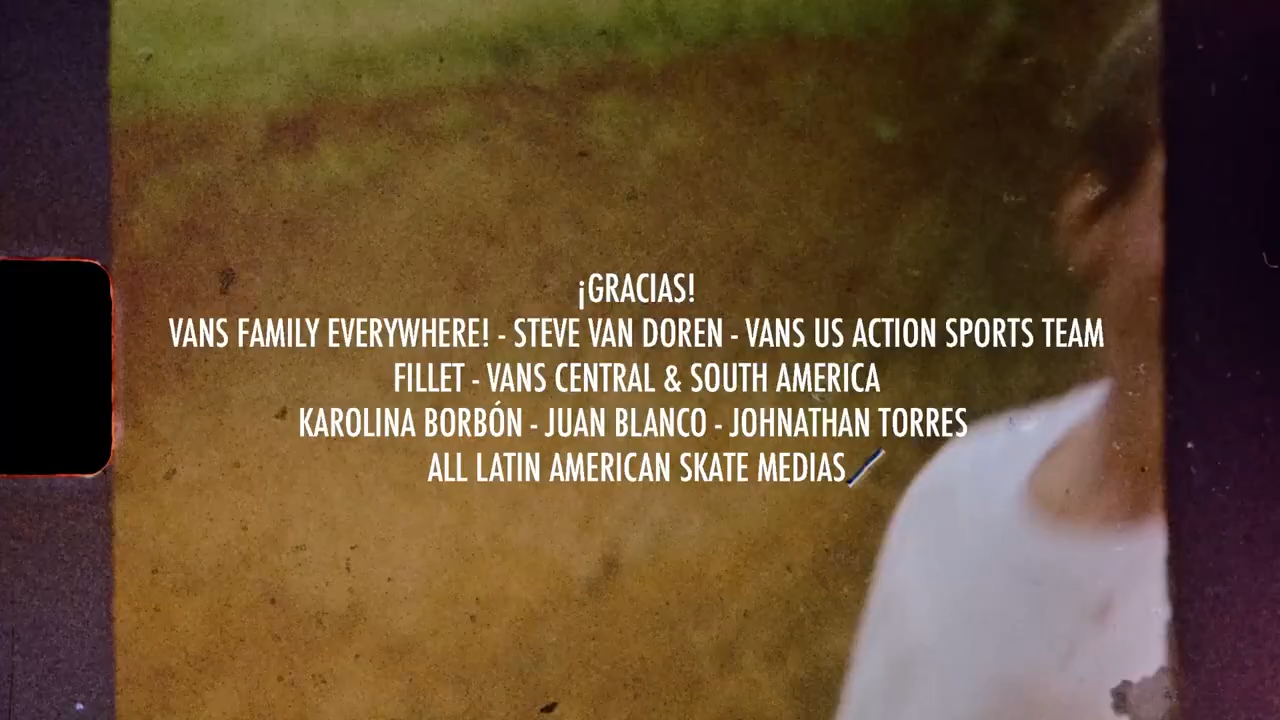 ¡GRACIAS!
VANS FAMILY EVERYWHERE! - STEVE VAN DOREN - VANS US ACTION SPORTS TEAM
FILLET - VANS CENTRAL & SOUTH AMERICA
KAROLINA BORBÓN - JUAN BLANCO - JOHNATHAN TORRES
ALL LATIN AMERICAN SKATE MEDIAS